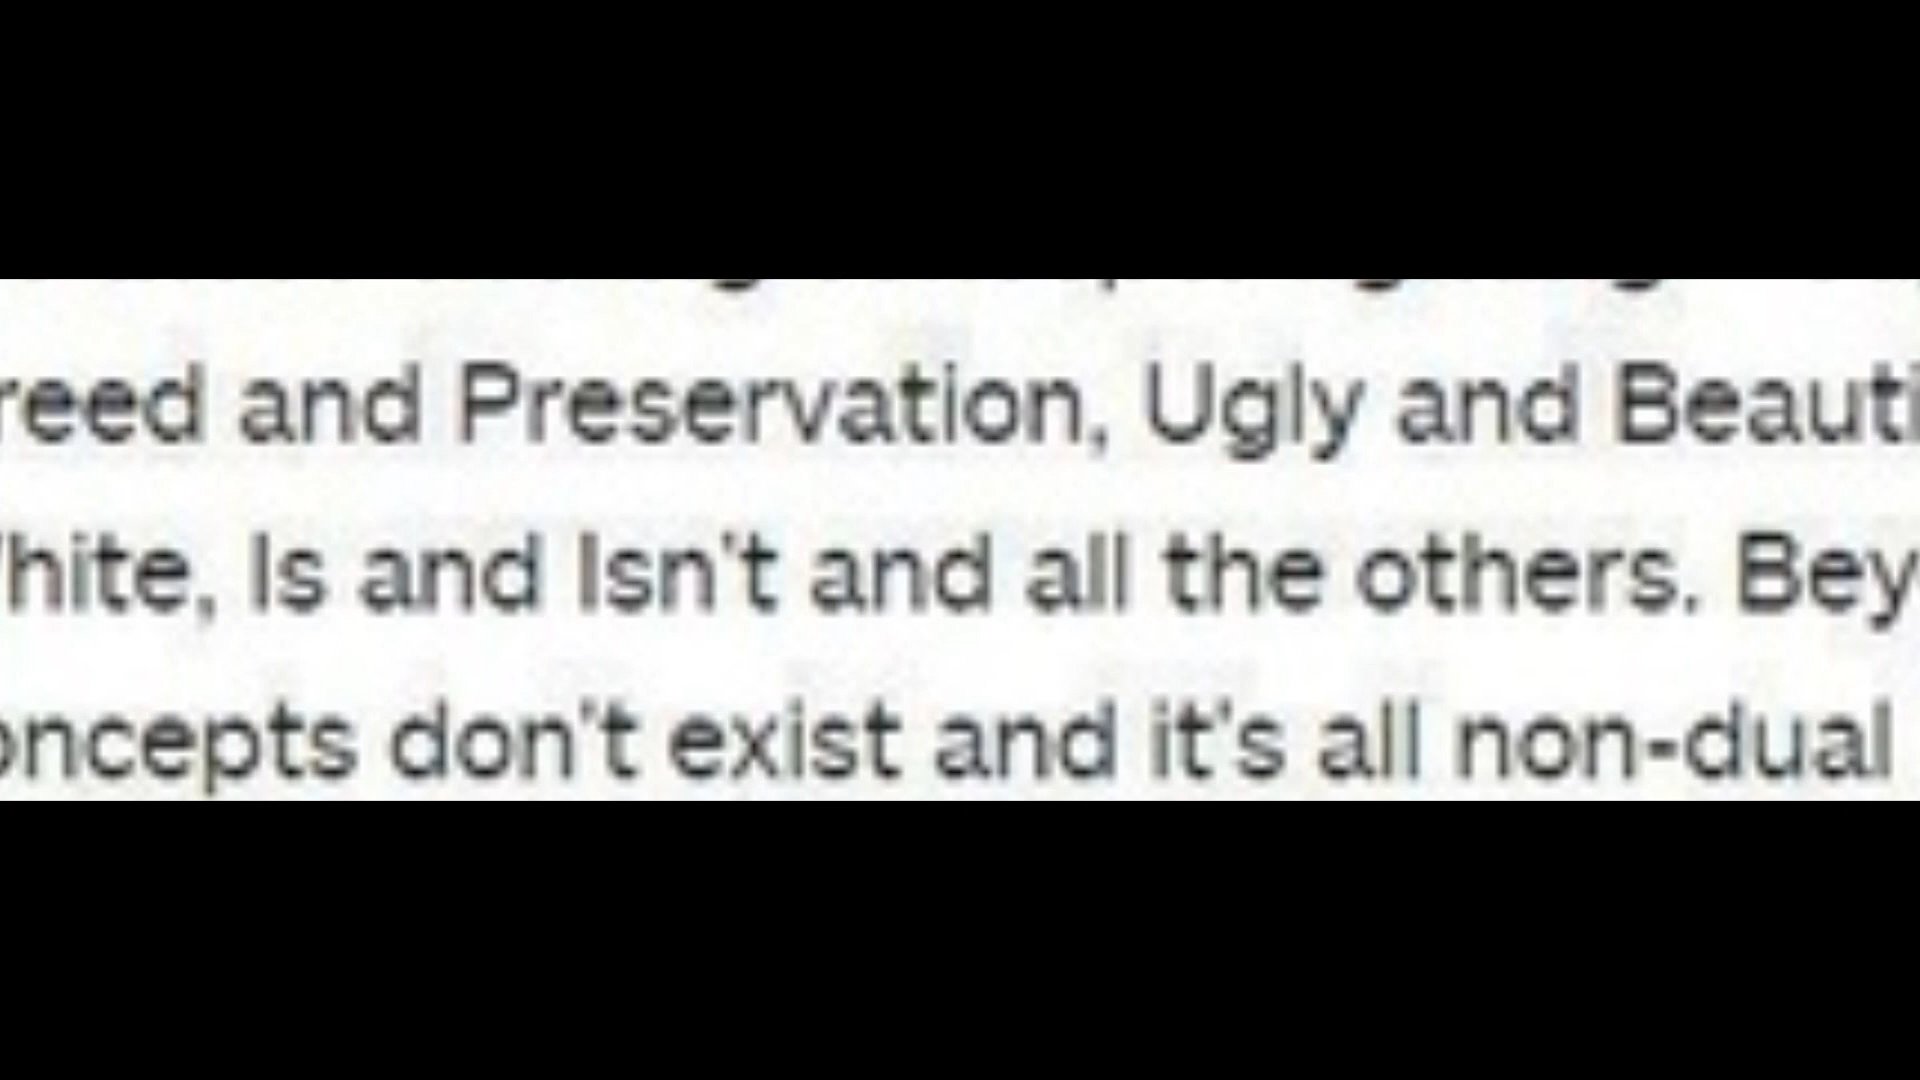 reed and Preservation, Ugly and Beauti
hite, Is and Isn't and all the others. Bey
oncepts don't exist and it's all non-dual